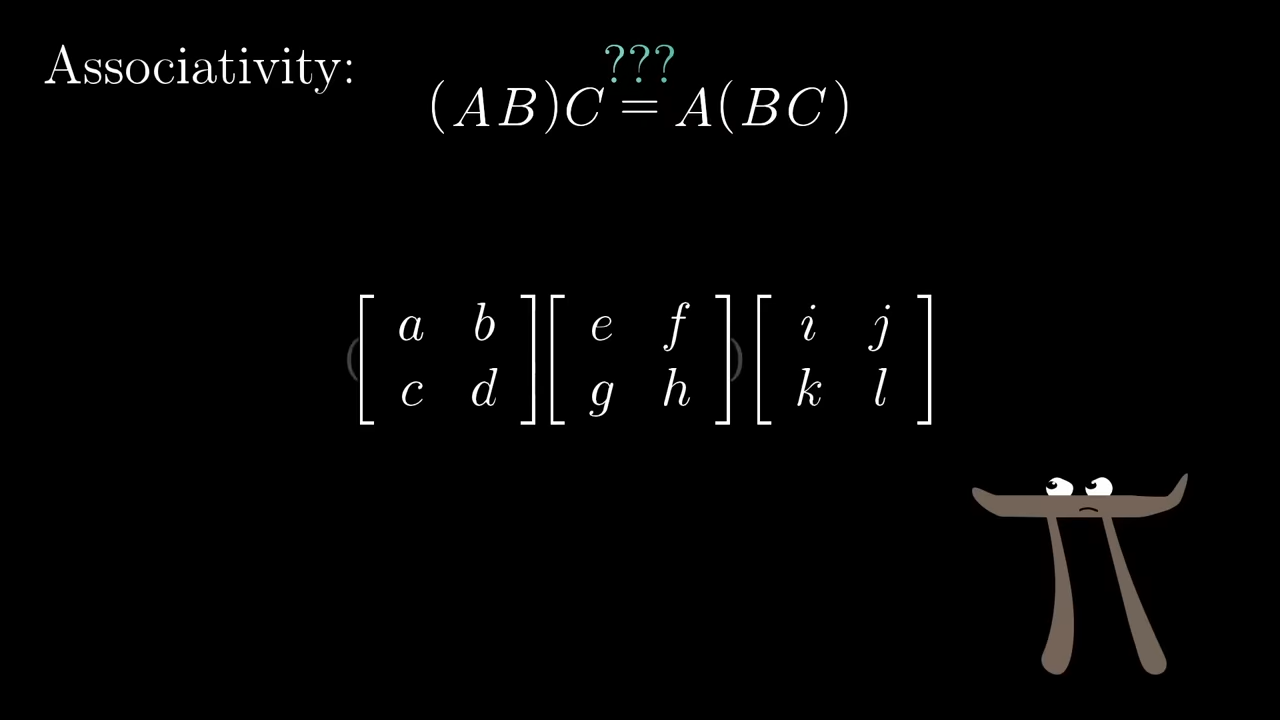 Associativity:
???
(AB)C = A(BC)
([a b][e f])[i j]
[c d][g h][k l]